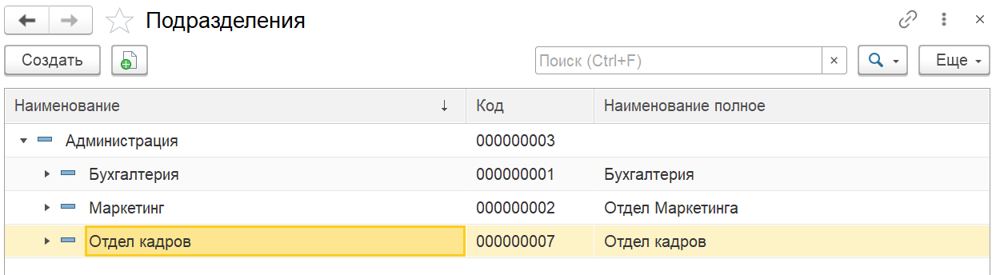 Подразделения
Создать Поиск (Ctrl+F) × Еще
Наименование ↓ Код Наименование полное
Администрация 000000003
Бухгалтерия 000000001 Бухгалтерия
Маркетинг 000000002 Отдел Маркетинга
Отдел кадров 000000007 Отдел кадров